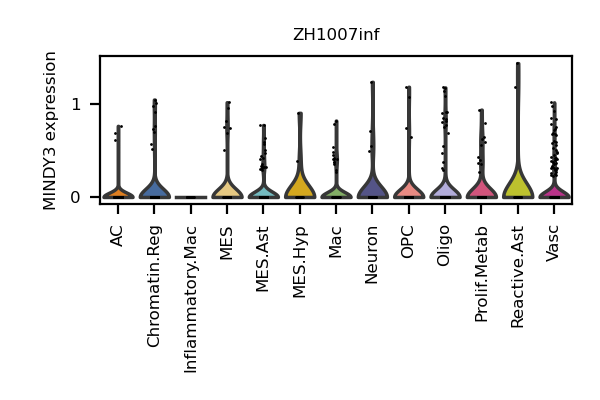 ZH1007inf
MINDY3 expression
1
0
AC
Chromatin.Reg
Inflammatory.Mac
MES
MES.Ast
MES.Hyp
Mac
Neuron
OPC
Oligo
Prolif.Metab
Reactive.Ast
Vasc